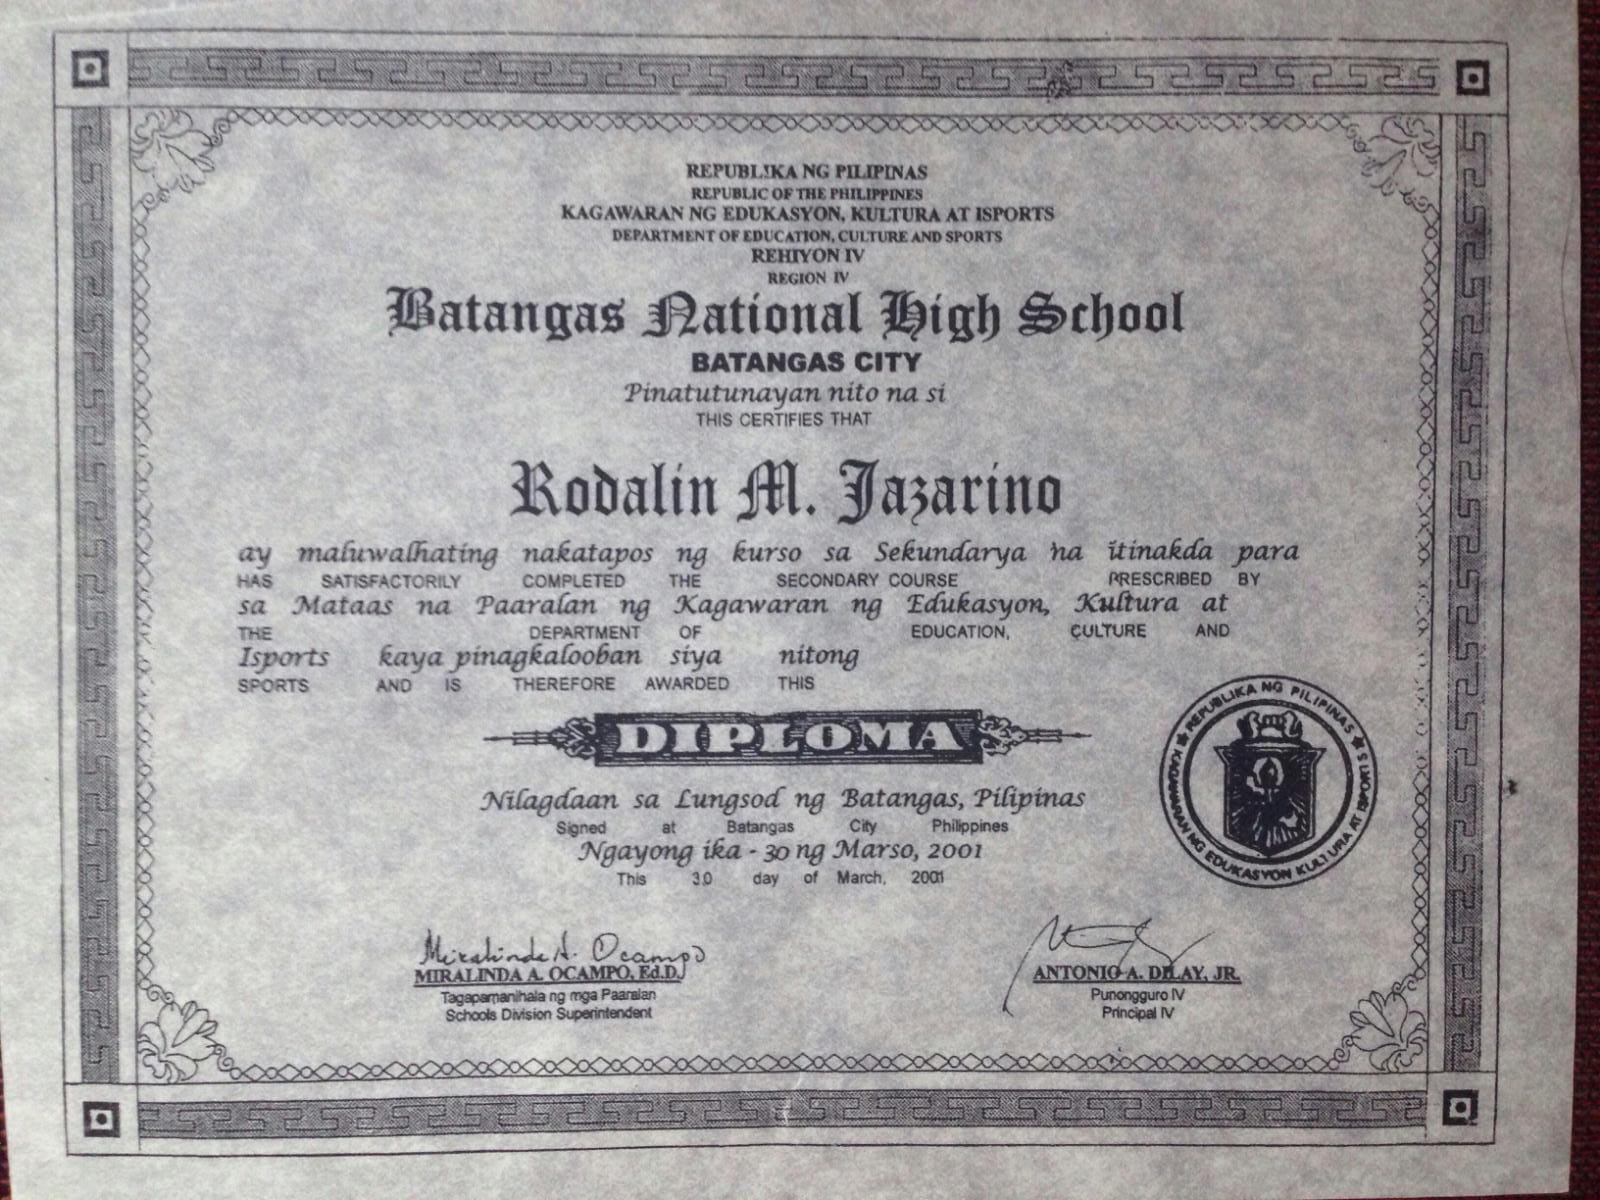 REPUBLIKA NG PILIPINAS
REPUBLIC OF THE PHILIPPINES
KAGAWARAN NG EDUKASYON, KULTURA AT ISPORTS
DEPARTMENT OF EDUCATION, CULTURE AND SPORTS
REHIYON IV
REGION IV
Batangas National High School
BATANGAS CITY
Pinatutunayan nito na si
THIS CERTIFIES THAT
Rodalin M. Jazarino
ay maluwalhating nakatapos ng kurso sa Sekundarya na itinakda para
HAS SATISFACTORILY COMPLETED THE SECONDARY COURSE PRESCRIBED BY
sa Mataas na Paaralan ng Kagawaran ng Edukasyon, Kultura at
THE DEPARTMENT OF EDUCATION, CULTURE AND
Isports kaya pinagkalooban siya nitong
SPORTS AND IS THEREFORE AWARDED THIS
DIPLOMA
REPUBLIKA NG PILIPINAS
KAGAWARAN NG EDUKASYON KULTURA AT ISPORTS
Nilagdaan sa Lungsod ng Batangas, Pilipinas
Signed at Batangas City Philippines
Ngayong ika - 30 ng Marso, 2001
This 30 day of March, 2001
Miralinda A. Ocampo
MIRALINDA A. OCAMPO, Ed.D.
Tagapamanihala ng mga Paaralan
Schools Division Superintendent
ANTONIO A. DILAY, JR.
Punongguro IV
Principal IV